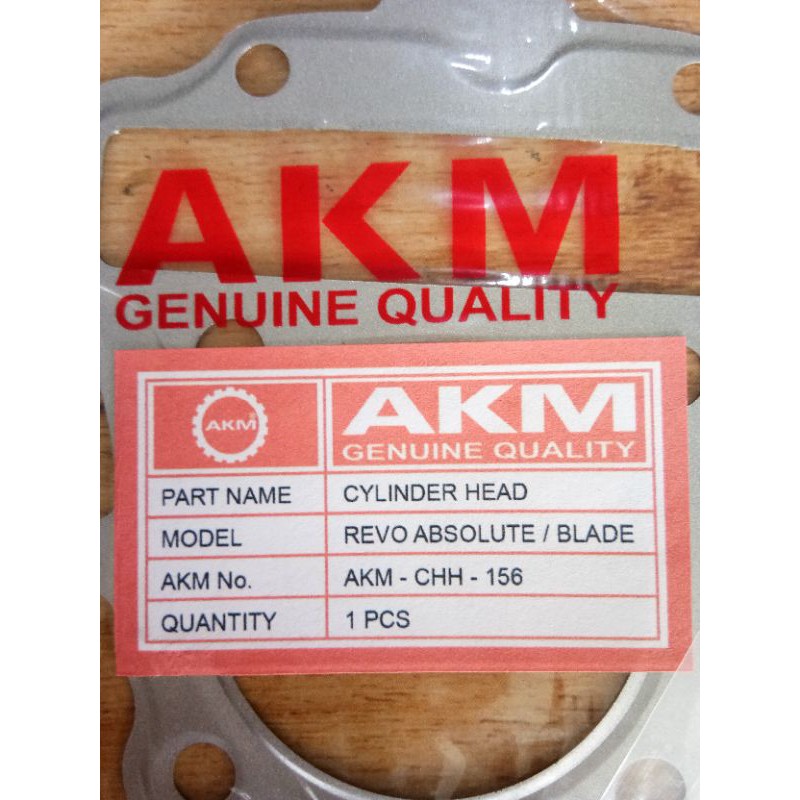 AKM
GENUINE QUALITY
AKM®
AKM
GENUINE QUALITY
PART NAME CYLINDER HEAD
MODEL REVO ABSOLUTE / BLADE
AKM No. AKM - CHH - 156
QUANTITY 1 PCS